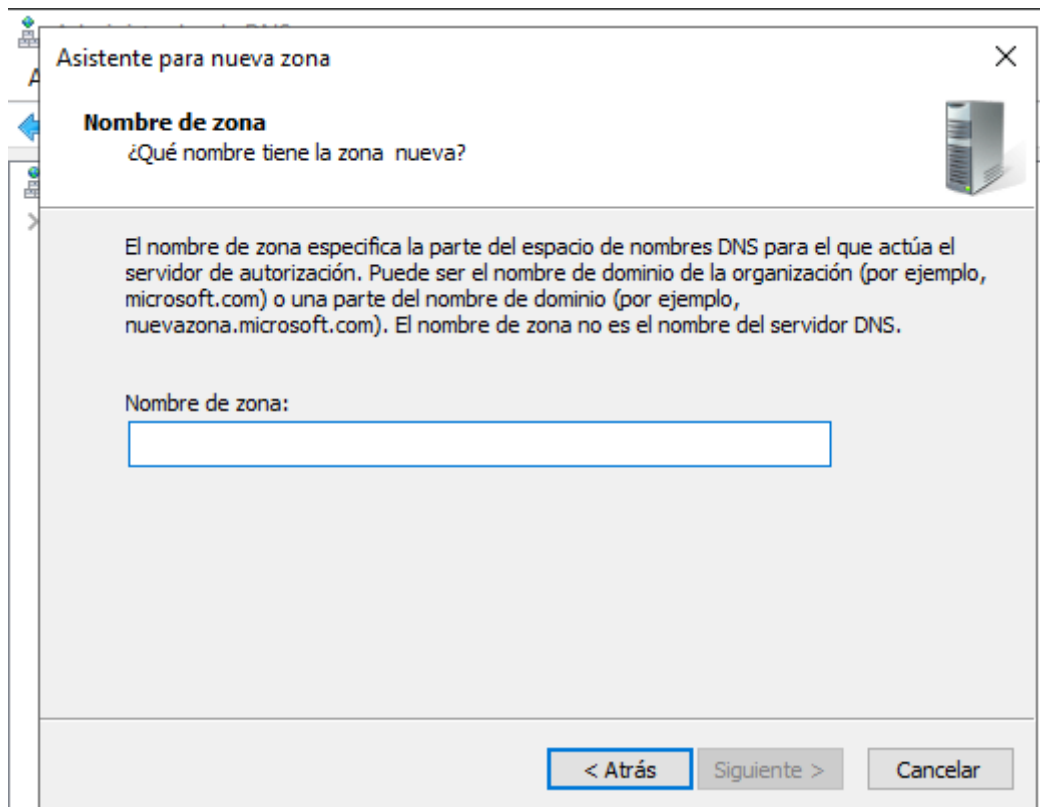 Asistente para nueva zona
Nombre de zona
¿Qué nombre tiene la zona nueva?
El nombre de zona especifica la parte del espacio de nombres DNS para el que actúa el
servidor de autorización. Puede ser el nombre de dominio de la organización (por ejemplo,
microsoft.com) o una parte del nombre de dominio (por ejemplo,
nuevazona.microsoft.com). El nombre de zona no es el nombre del servidor DNS.
Nombre de zona:
< Atrás
Siguiente >
Cancelar